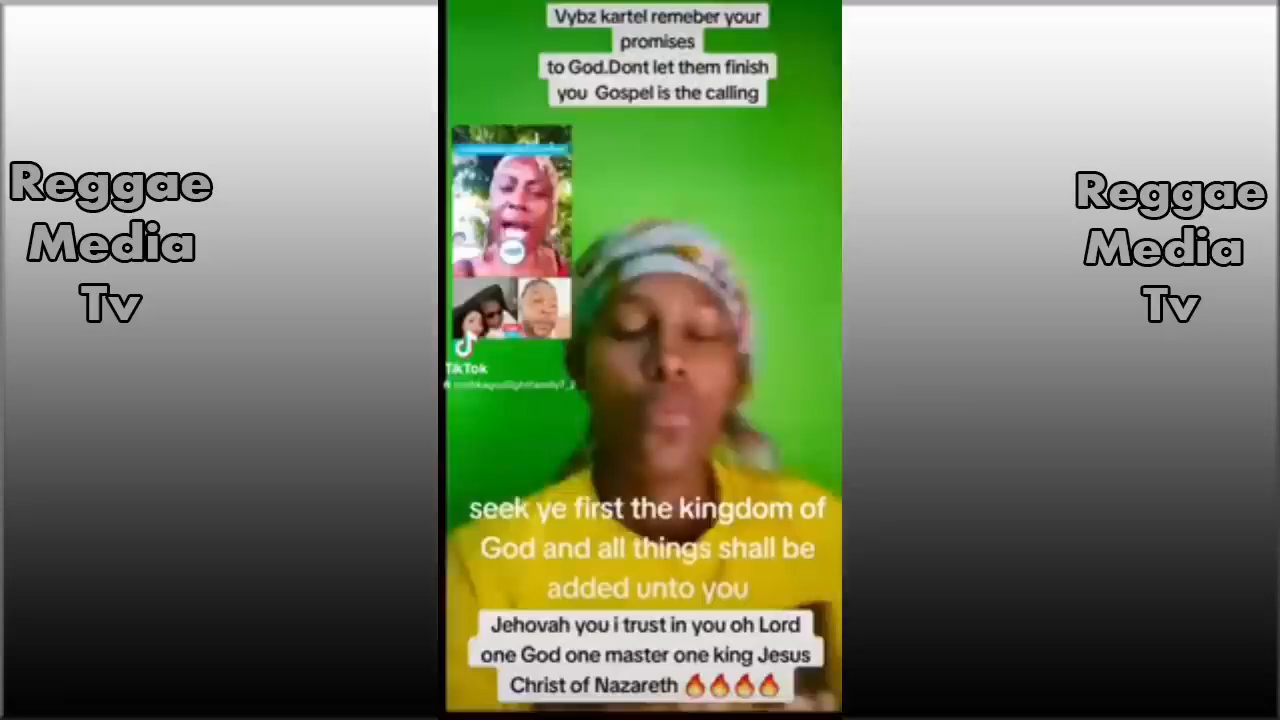 Vybz kartel remeber your
promises
to God.Dont let them finish
you Gospel is the calling
Reggae
Media
Tv
Reggae
Media
Tv
TikTok
seek ye first the kingdom of
God and all things shall be
added unto you
Jehovah you i trust in you oh Lord
one God one master one king Jesus
Christ of Nazareth 🔥🔥🔥🔥